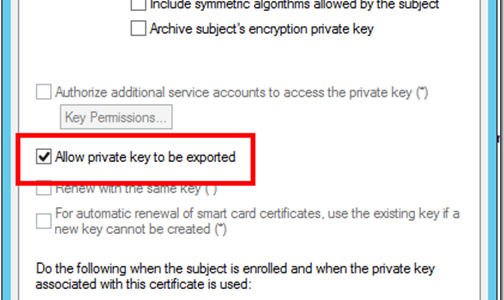 Include symmetric algorithms allowed by the subject
Archive subject's encryption private key
Authorize additional service accounts to access the private key (*)
Key Permissions...
Allow private key to be exported
Renew with the same key (*)
For automatic renewal of smart card certificates, use the existing key if a
new key cannot be created (*)
Do the following when the subject is enrolled and when the private key
associated with this certificate is used: